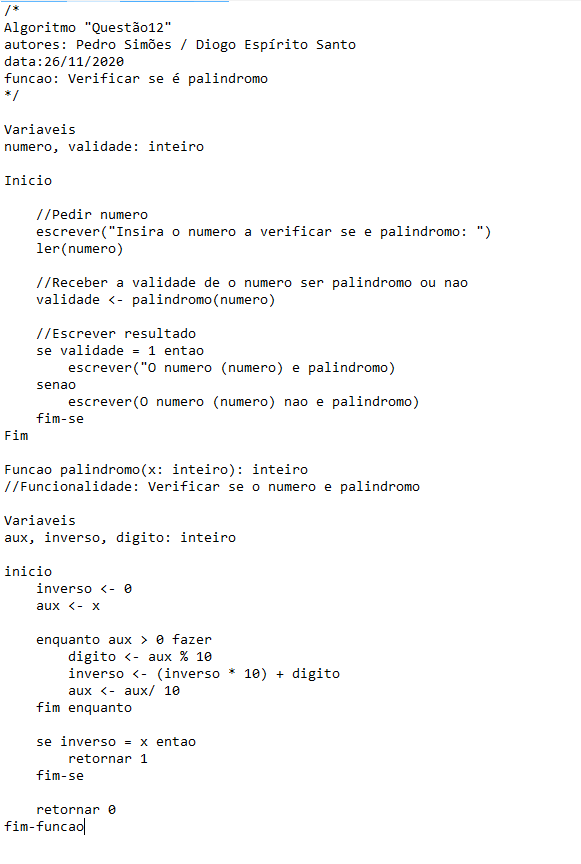 /*
Algoritmo "Questão12"
autores: Pedro Simões / Diogo Espírito Santo
data:26/11/2020
funcao: Verificar se é palindromo
*/

Variaveis
numero, validade: inteiro

Inicio

    //Pedir numero
    escrever("Insira o numero a verificar se e palindromo: ")
    ler(numero)

    //Receber a validade de o numero ser palindromo ou nao
    validade <- palindromo(numero)

    //Escrever resultado
    se validade = 1 entao
        escrever("O numero (numero) e palindromo)
    senao
        escrever(O numero (numero) nao e palindromo)
    fim-se
Fim

Funcao palindromo(x: inteiro): inteiro
//Funcionalidade: Verificar se o numero e palindromo

Variaveis
aux, inverso, digito: inteiro

inicio
    inverso <- 0
    aux <- x

    enquanto aux > 0 fazer
        digito <- aux % 10
        inverso <- (inverso * 10) + digito
        aux <- aux/ 10
    fim enquanto

    se inverso = x entao
        retornar 1
    fim-se

    retornar 0
fim-funcao